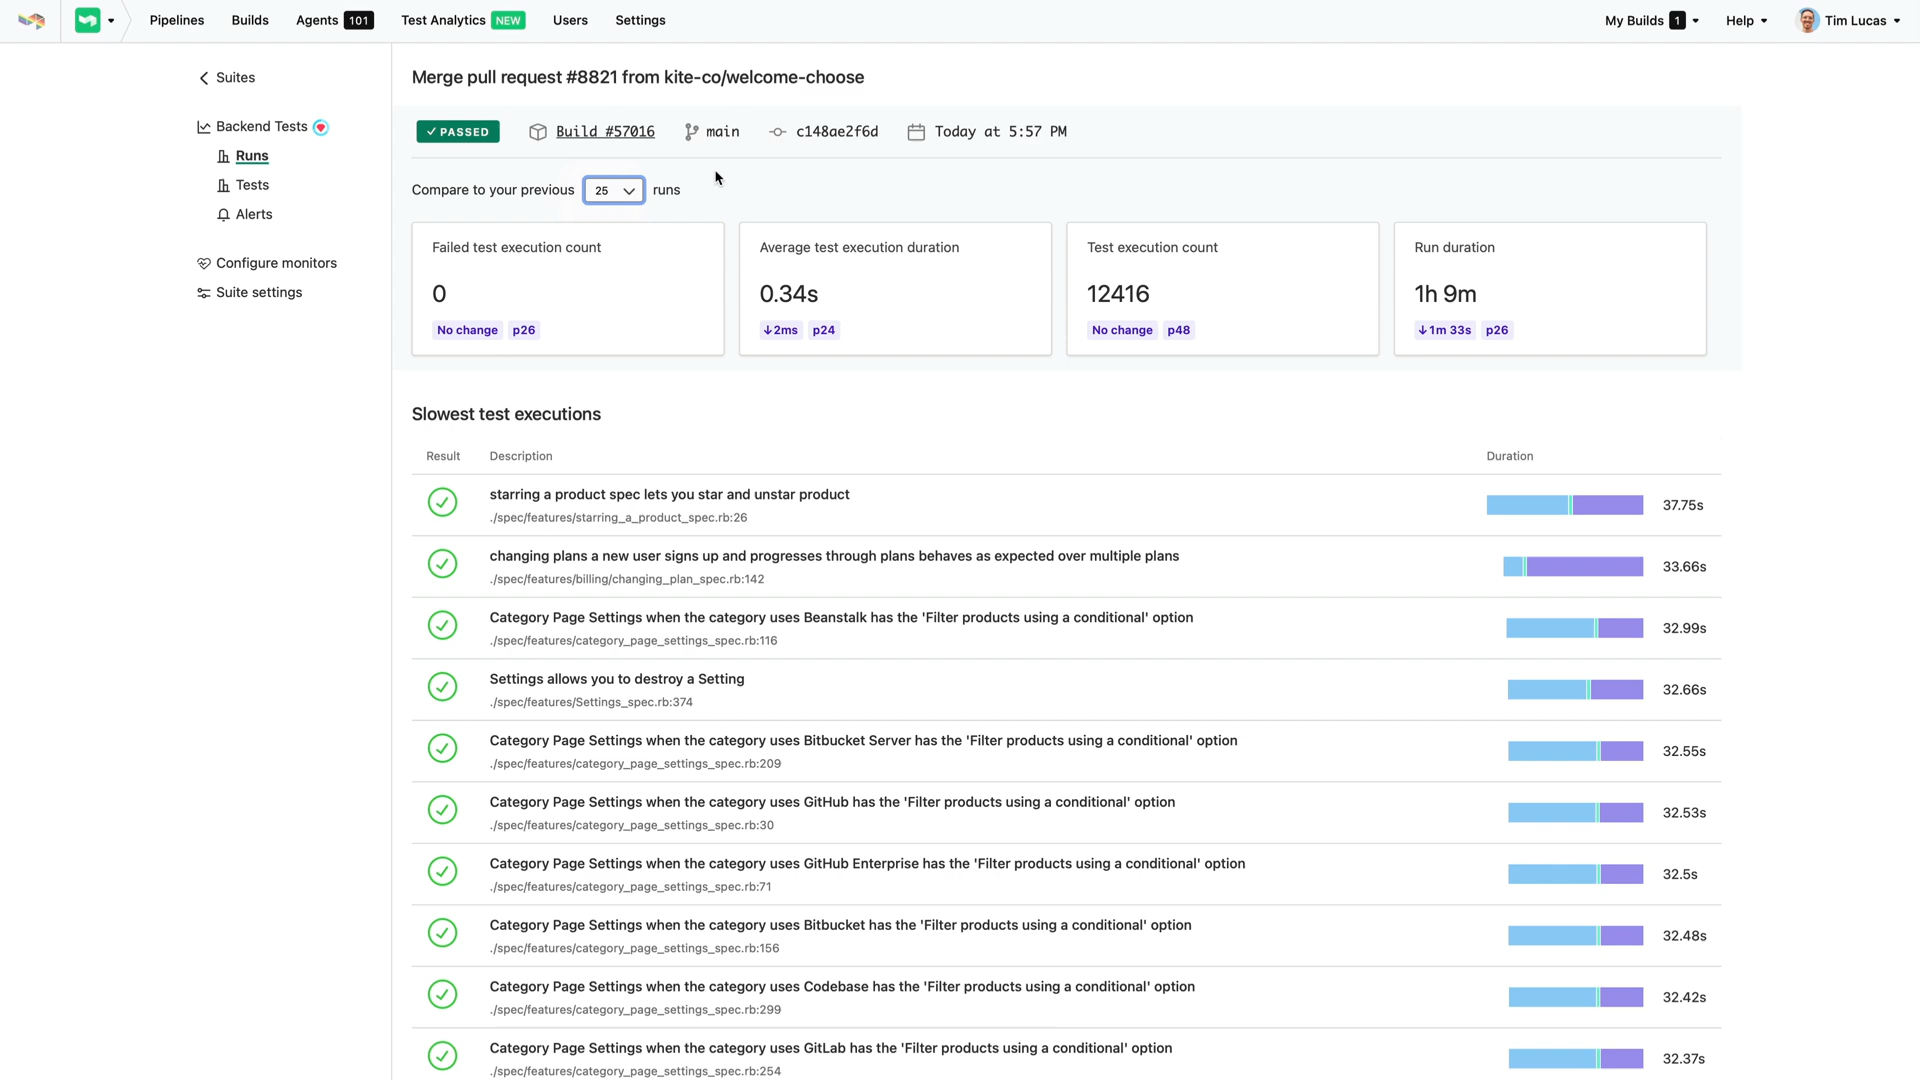 Pipelines Builds Agents 101 Test Analytics NEW Users Settings My Builds 1 Help Tim Lucas
Suites
Backend Tests
Runs
Tests
Alerts
Configure monitors
Suite settings
Merge pull request #8821 from kite-co/welcome-choose
PASSED Build #57016 main c148ae2f6d Today at 5:57 PM
Compare to your previous 25 runs
Failed test execution count
0
No change p26
Average test execution duration
0.34s
↓2ms p24
Test execution count
12416
No change p48
Run duration
1h 9m
↓1m 33s p26
Slowest test executions
Result Description Duration
starring a product spec lets you star and unstar product
./spec/features/starring_a_product_spec.rb:26
37.75s
changing plans a new user signs up and progresses through plans behaves as expected over multiple plans
./spec/features/billing/changing_plan_spec.rb:142
33.66s
Category Page Settings when the category uses Beanstalk has the 'Filter products using a conditional' option
./spec/features/category_page_settings_spec.rb:116
32.99s
Settings allows you to destroy a Setting
./spec/features/Settings_spec.rb:374
32.66s
Category Page Settings when the category uses Bitbucket Server has the 'Filter products using a conditional' option
./spec/features/category_page_settings_spec.rb:209
32.55s
Category Page Settings when the category uses GitHub has the 'Filter products using a conditional' option
./spec/features/category_page_settings_spec.rb:30
32.53s
Category Page Settings when the category uses GitHub Enterprise has the 'Filter products using a conditional' option
./spec/features/category_page_settings_spec.rb:71
32.5s
Category Page Settings when the category uses Bitbucket has the 'Filter products using a conditional' option
./spec/features/category_page_settings_spec.rb:156
32.48s
Category Page Settings when the category uses Codebase has the 'Filter products using a conditional' option
./spec/features/category_page_settings_spec.rb:299
32.42s
Category Page Settings when the category uses GitLab has the 'Filter products using a conditional' option
./spec/features/category_page_settings_spec.rb:254
32.37s